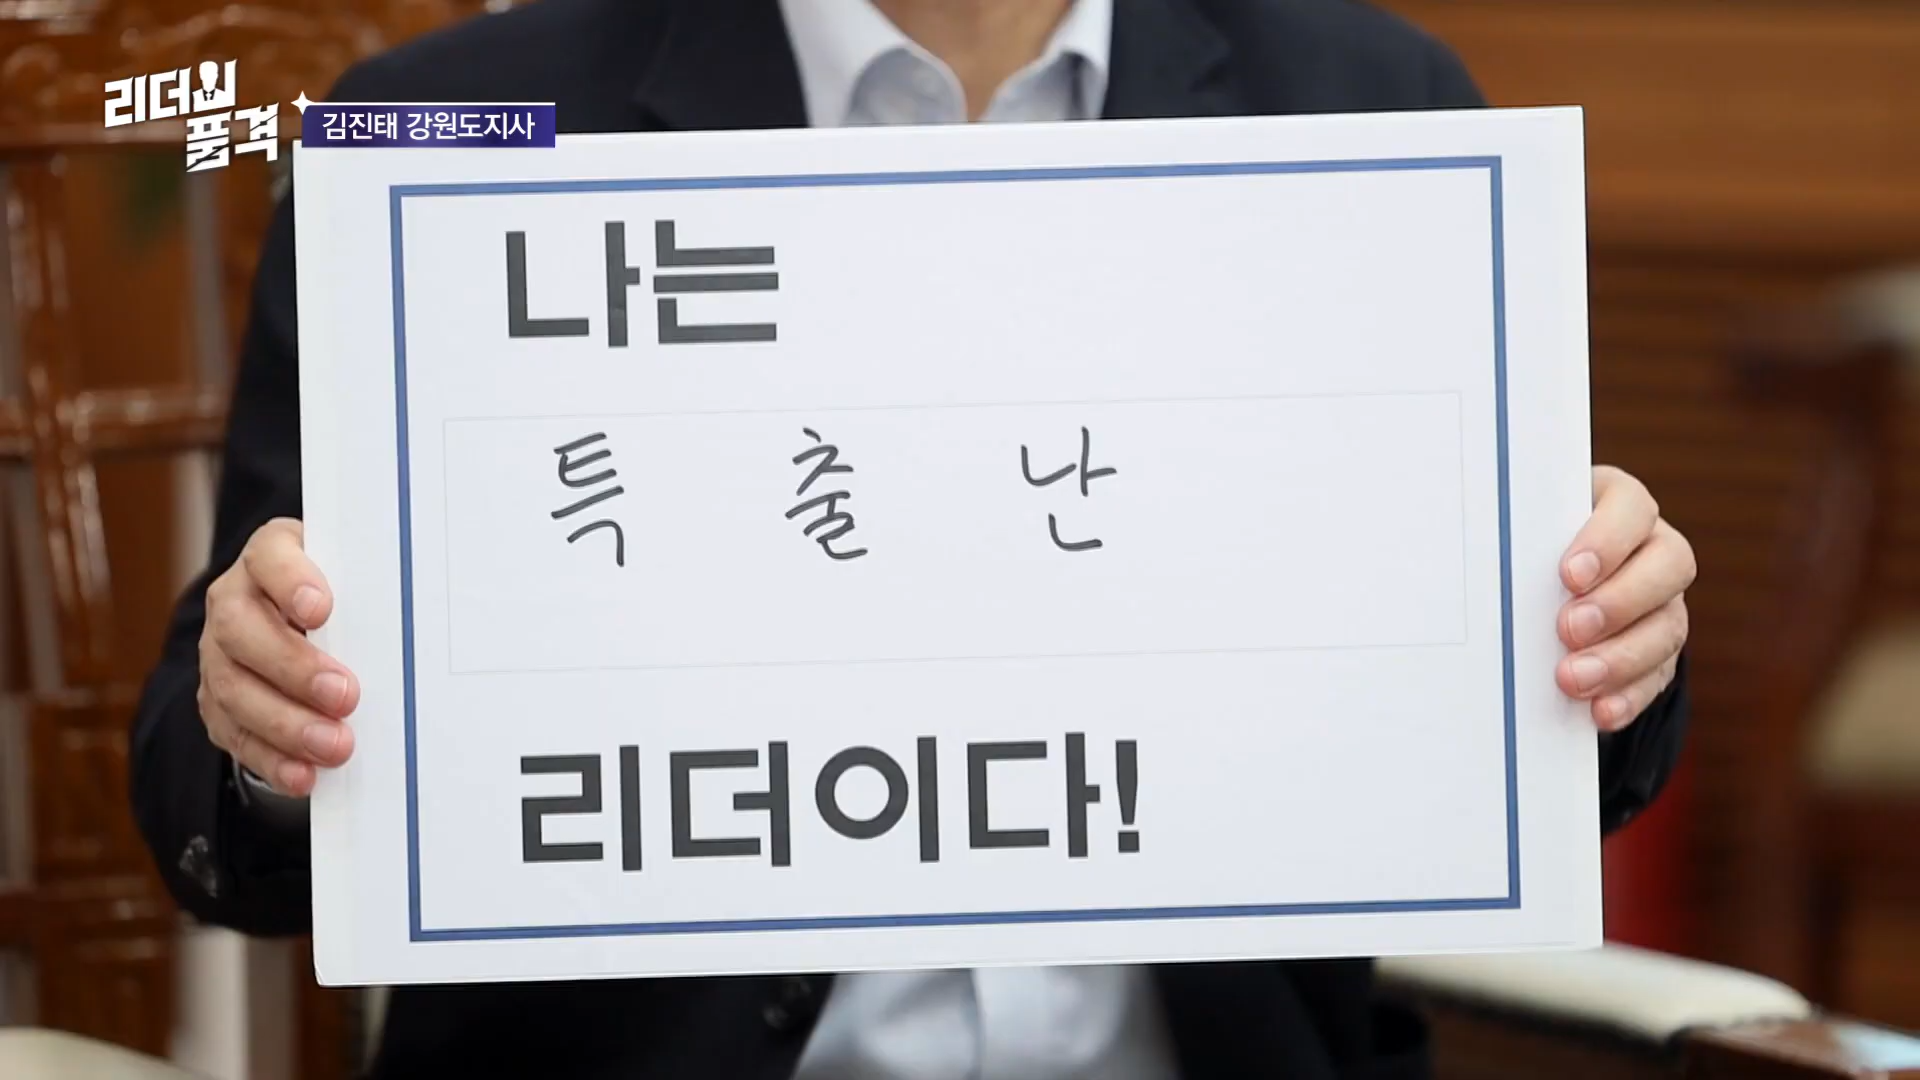 리더의
품격
김진태 강원도지사
나는
특출난
리더이다!